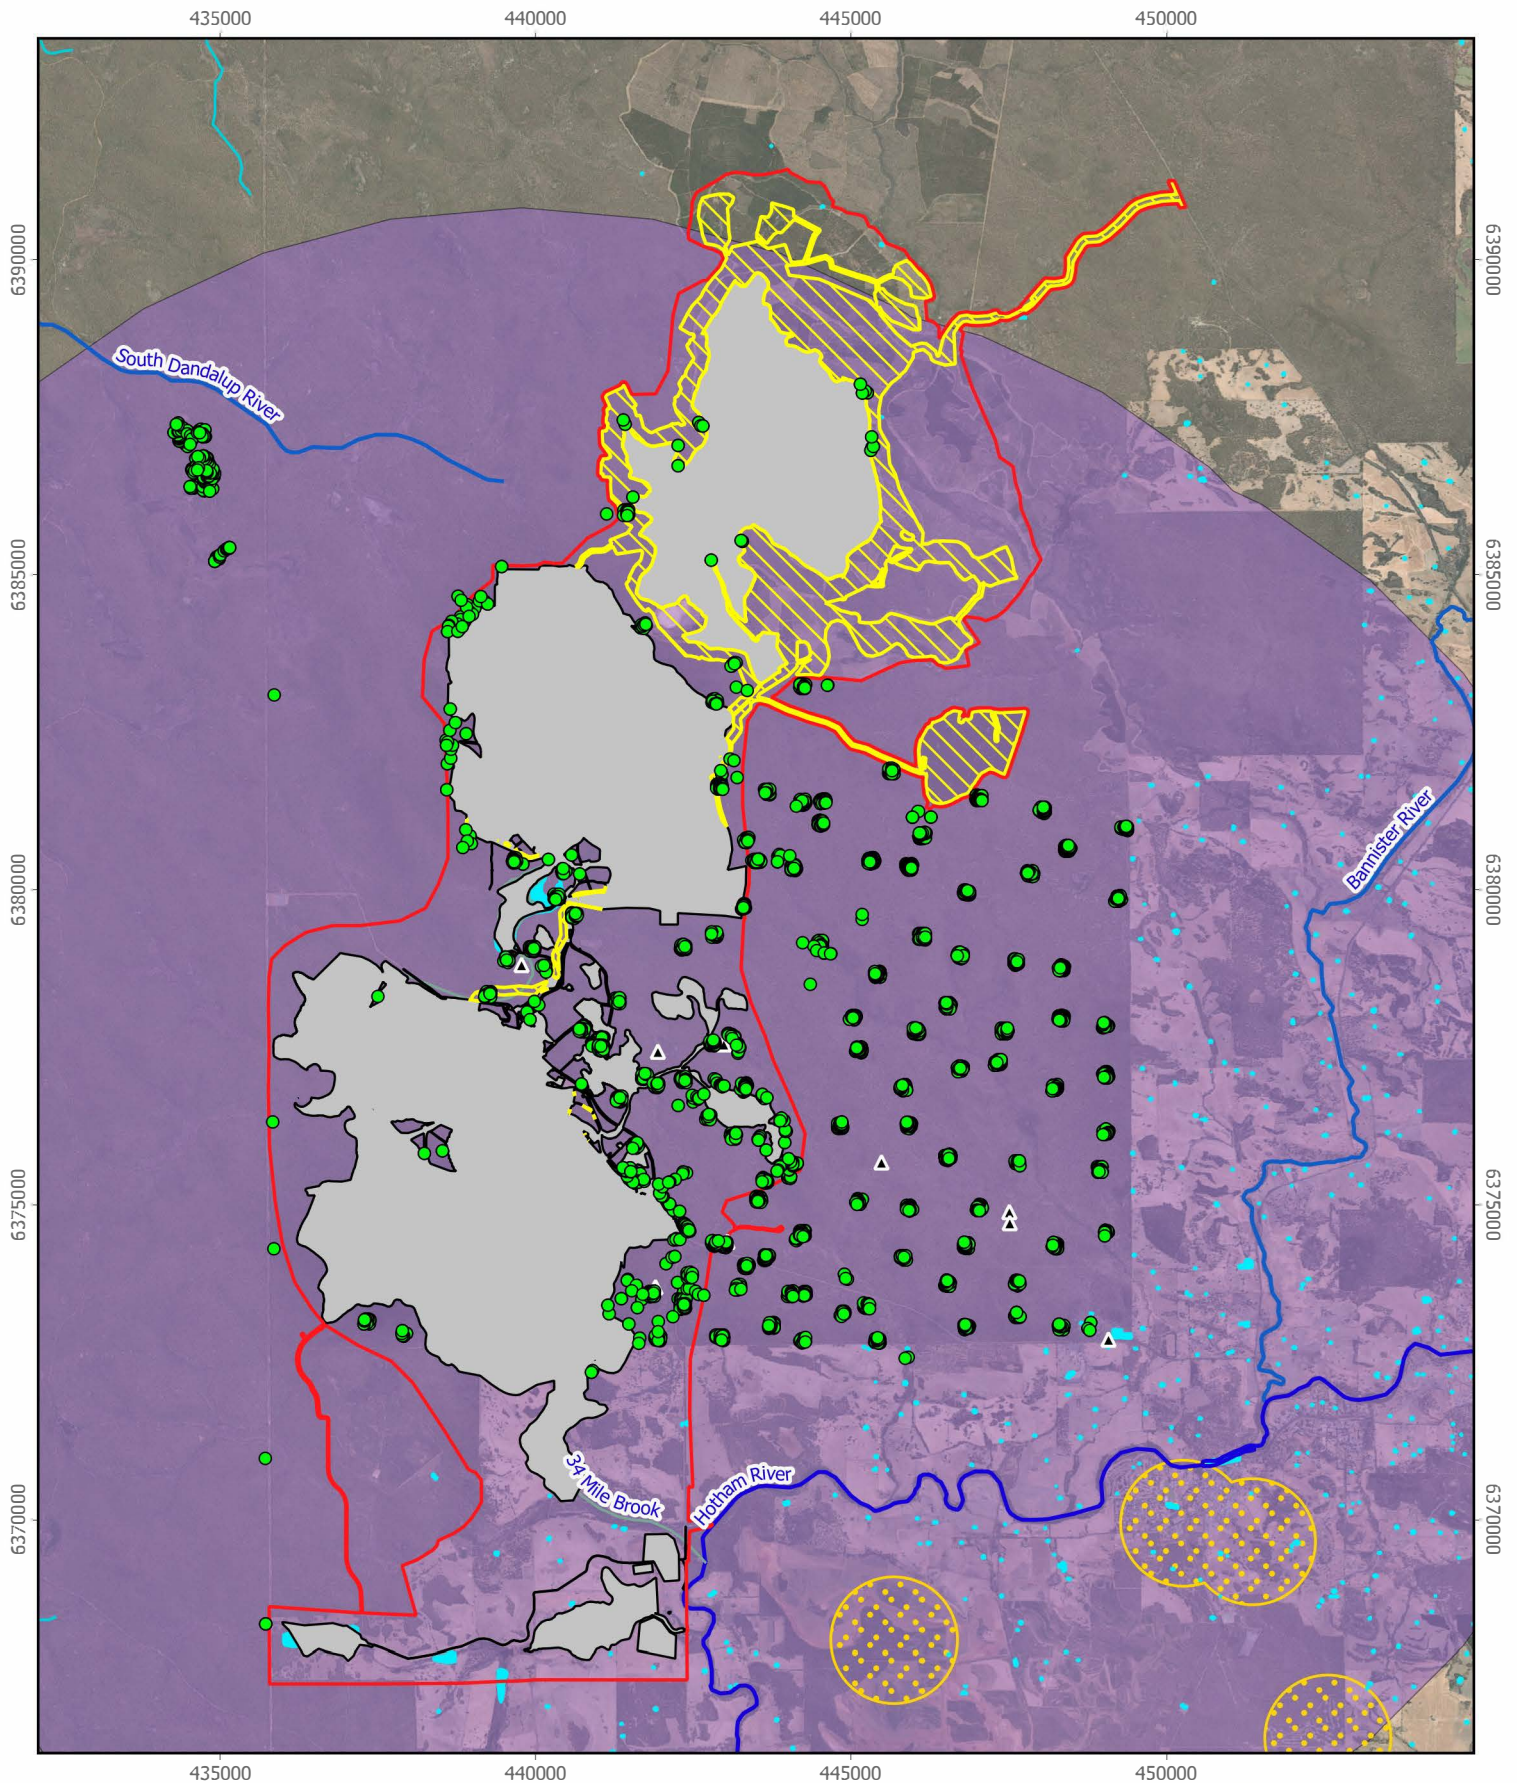 435000 440000 445000 450000
6390000 6390000
South Dandalup River
6385000 6385000
Bannister River
6380000 6380000
6375000 6375000
34 Mile Brook
Hotham River
6370000 6370000
435000 440000 445000 450000